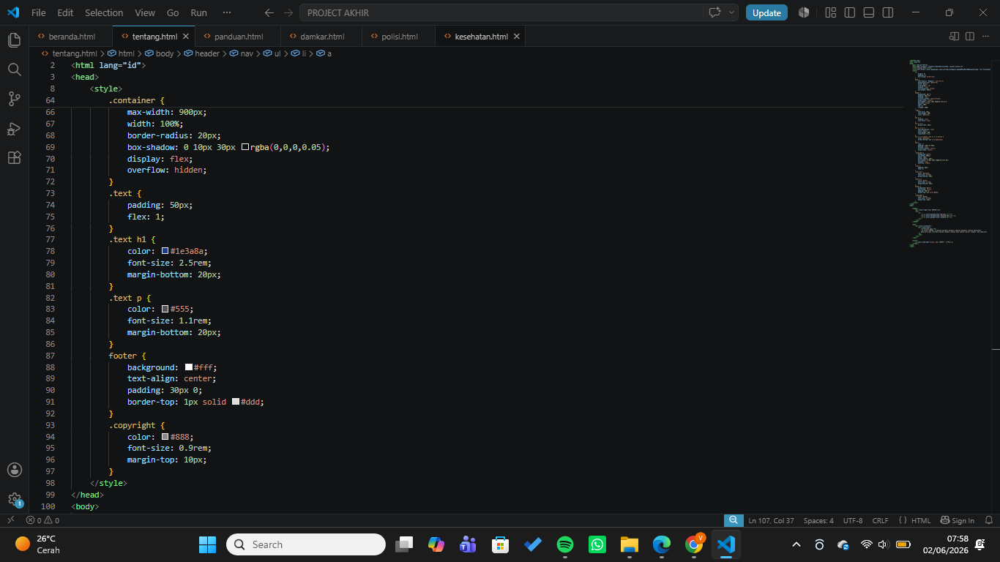 File Edit Selection View Go Run ··· PROJECT AKHIR Update
beranda.html tentang.html panduan.html damkar.html polisi.html kesehatan.html
tentang.html > html > body > header > nav > ul > li > a
2 <html lang="id">
3 <head>
8 <style>
64 .container {
66 max-width: 900px;
67 width: 100%;
68 border-radius: 20px;
69 box-shadow: 0 10px 30px rgba(0,0,0,0.05);
70 display: flex;
71 overflow: hidden;
72 }
73 .text {
74 padding: 50px;
75 flex: 1;
76 }
77 .text h1 {
78 color: #1e3a8a;
79 font-size: 2.5rem;
80 margin-bottom: 20px;
81 }
82 .text p {
83 color: #555;
84 font-size: 1.1rem;
85 margin-bottom: 20px;
86 }
87 footer {
88 background: #fff;
89 text-align: center;
90 padding: 30px 0;
91 border-top: 1px solid #ddd;
92 }
93 .copyright {
94 color: #888;
95 font-size: 0.9rem;
96 margin-top: 10px;
97 }
98 </style>
99 </head>
100 <body>
1
0 0 Ln 107, Col 37 Spaces: 4 UTF-8 CRLF {} HTML Sign In
26°C
Cerah
Search
V
07:58
02/06/2026